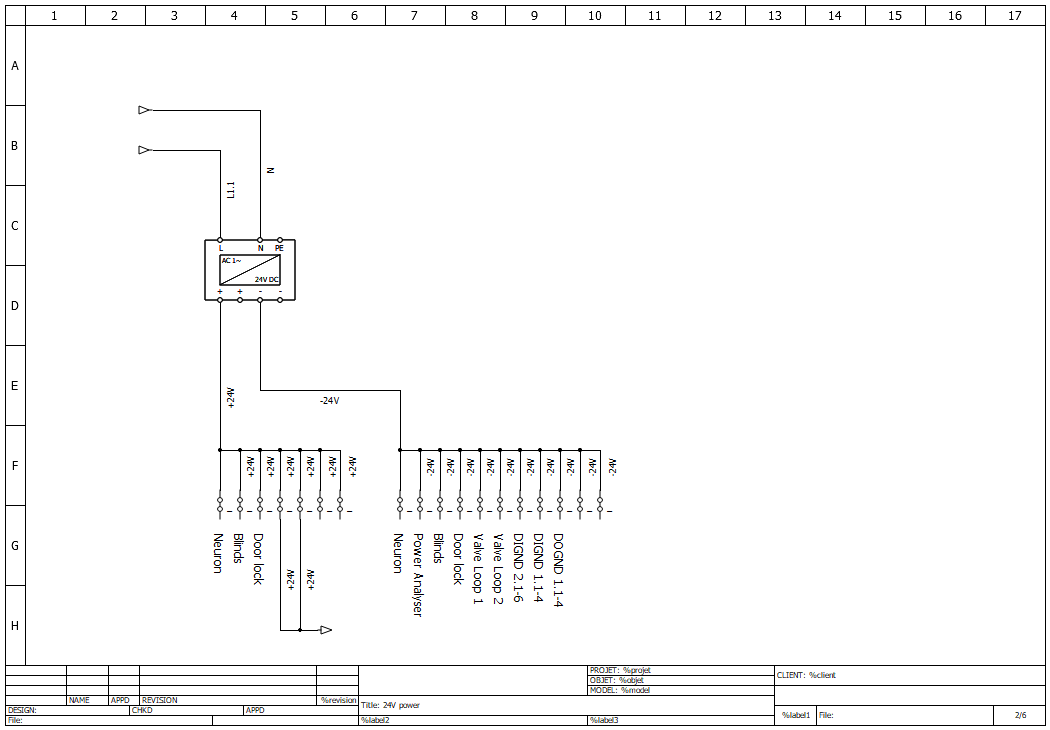 1 2 3 4 5 6 7 8 9 10 11 12 13 14 15 16 17
A
B
C
D
E
F
G
H
N
L1.1
L N PE
AC 1~
24V DC
+ + - -
+24V
-24V
+24V +24V +24V +24V +24V +24V
-24V -24V -24V -24V -24V -24V -24V -24V -24V -24V
- - - - - - -
- - - - - - - - - - -
Neuron
Blinds
Door lock
Neuron
Power Analyser
Blinds
Door lock
Valve Loop 1
Valve Loop 2
DIGND 2.1-6
DIGND 1.1-4
DOGND 1.1-4
+24V +24V
NAME APPD REVISION %revision
DESIGN: CHKD APPD
File:
Title: 24V power
%label2
PROJET: %projet
OBJET: %objet
MODEL: %model
%label3
CLIENT: %client
%label1 File: 2/6